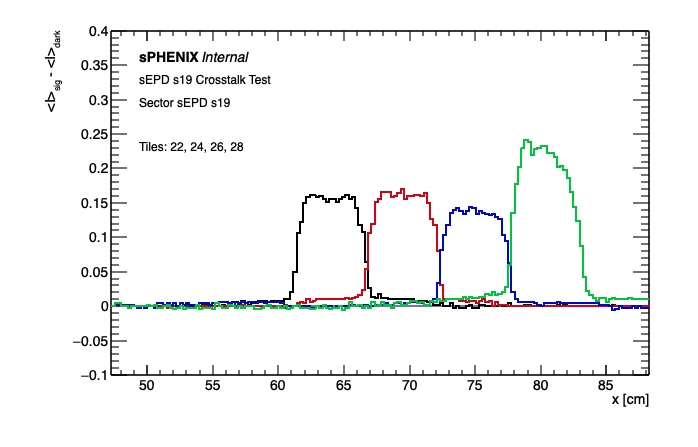 <I>sig - <I>dark
0.4
0.35
0.3
0.25
0.2
0.15
0.1
0.05
0
−0.05
−0.1
sPHENIX Internal
sEPD s19 Crosstalk Test
Sector sEPD s19
Tiles: 22, 24, 26, 28
50 55 60 65 70 75 80 85
x [cm]